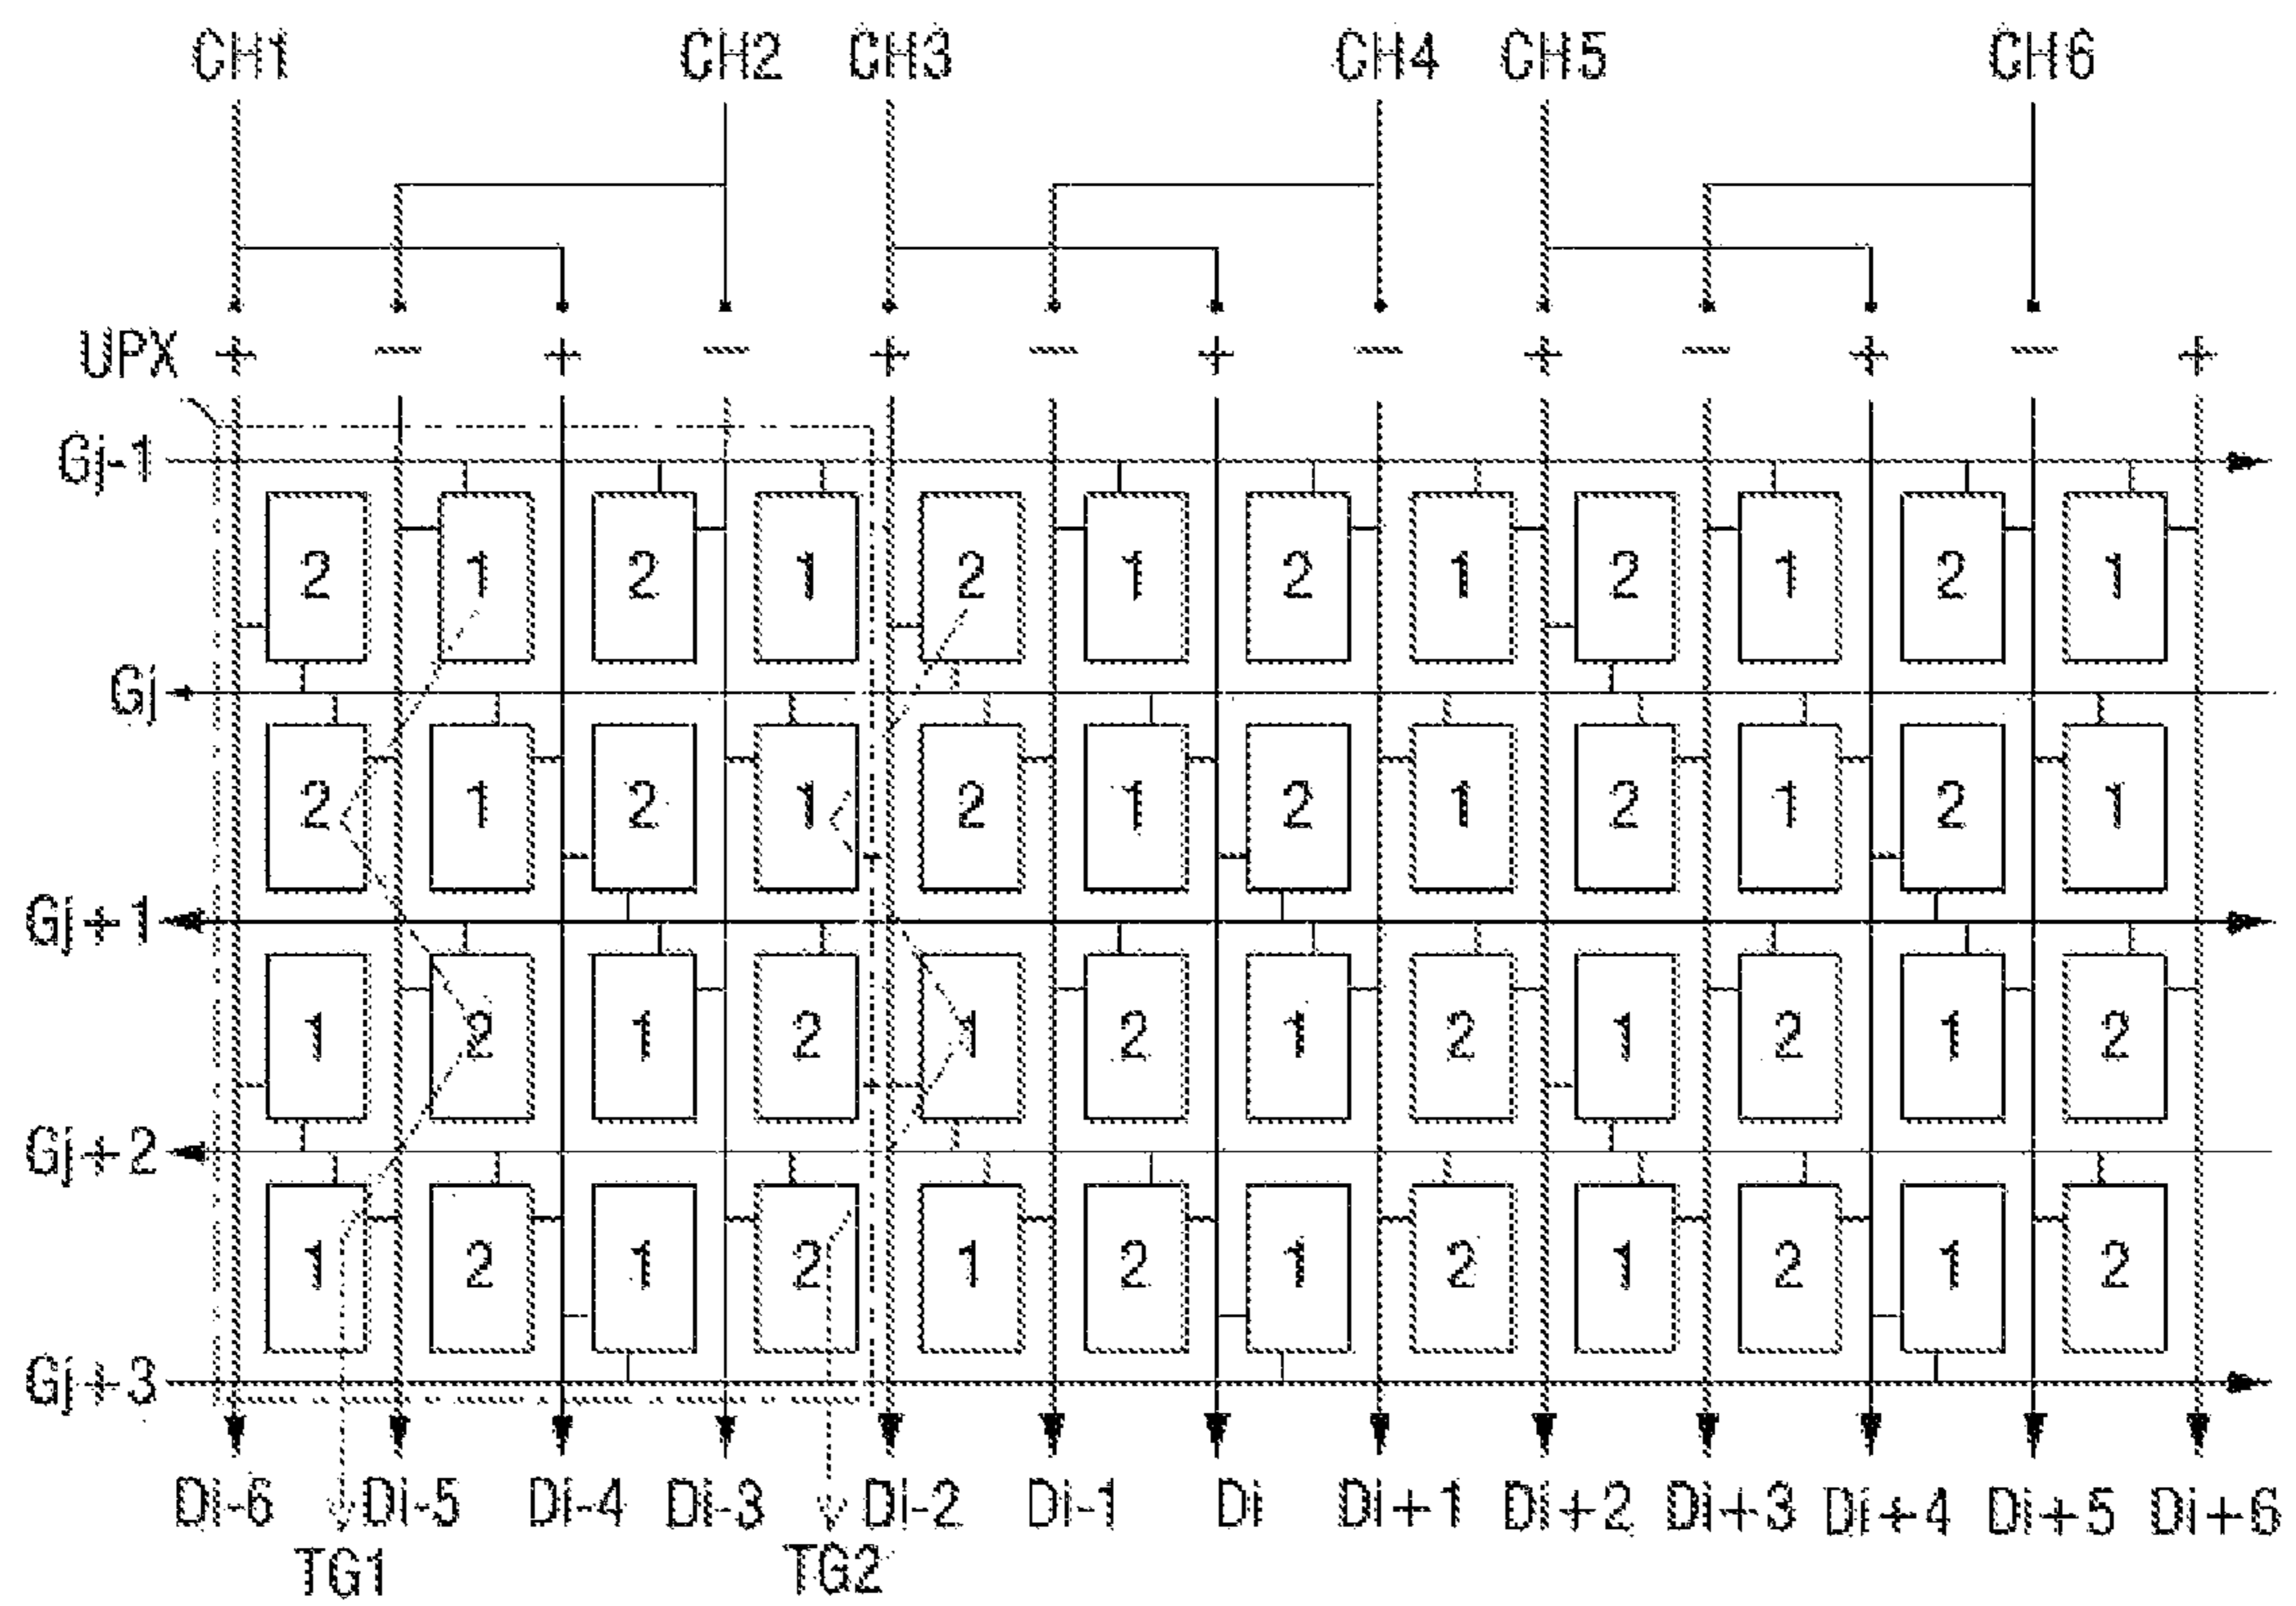 CH1 CH2 CH3 CH4 CH5 CH6
UPX + − + − + − + − + − + − +
Gj-1
2 1 2 1 2 1 2 1 2 1 2 1
Gj
2 1 2 1 2 1 2 1 2 1 2 1
Gj+1
1 2 1 2 1 2 1 2 1 2 1 2
Gj+2
1 2 1 2 1 2 1 2 1 2 1 2
Gj+3
Di-6 Di-5 Di-4 Di-3 Di-2 Di-1 Di Di+1 Di+2 Di+3 Di+4 Di+5 Di+6
TG1 TG2